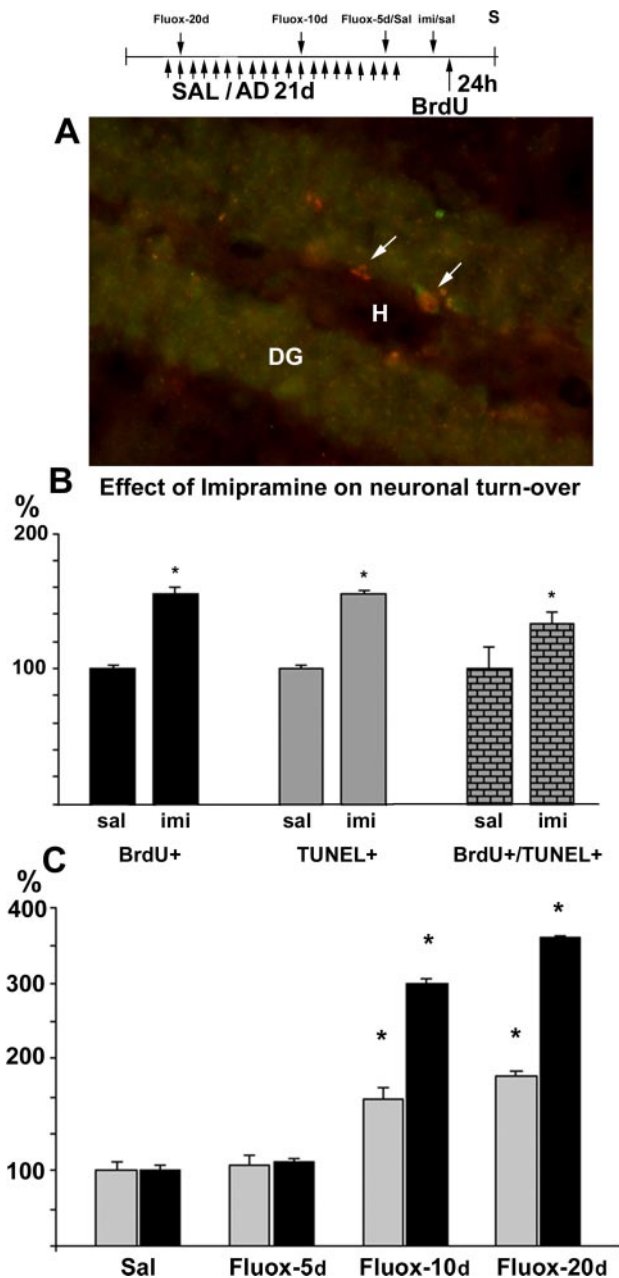 Fluox-20d Fluox-10d Fluox-5d/Sal imi/sal S
SAL / AD 21d BrdU 24h
A
H
DG
B Effect of Imipramine on neuronal turn-over
%
200
100
sal imi sal imi sal imi
BrdU+ TUNEL+ BrdU+/TUNEL+
C
%
400
300
200
100
* * *
* * * *
Sal Fluox-5d Fluox-10d Fluox-20d